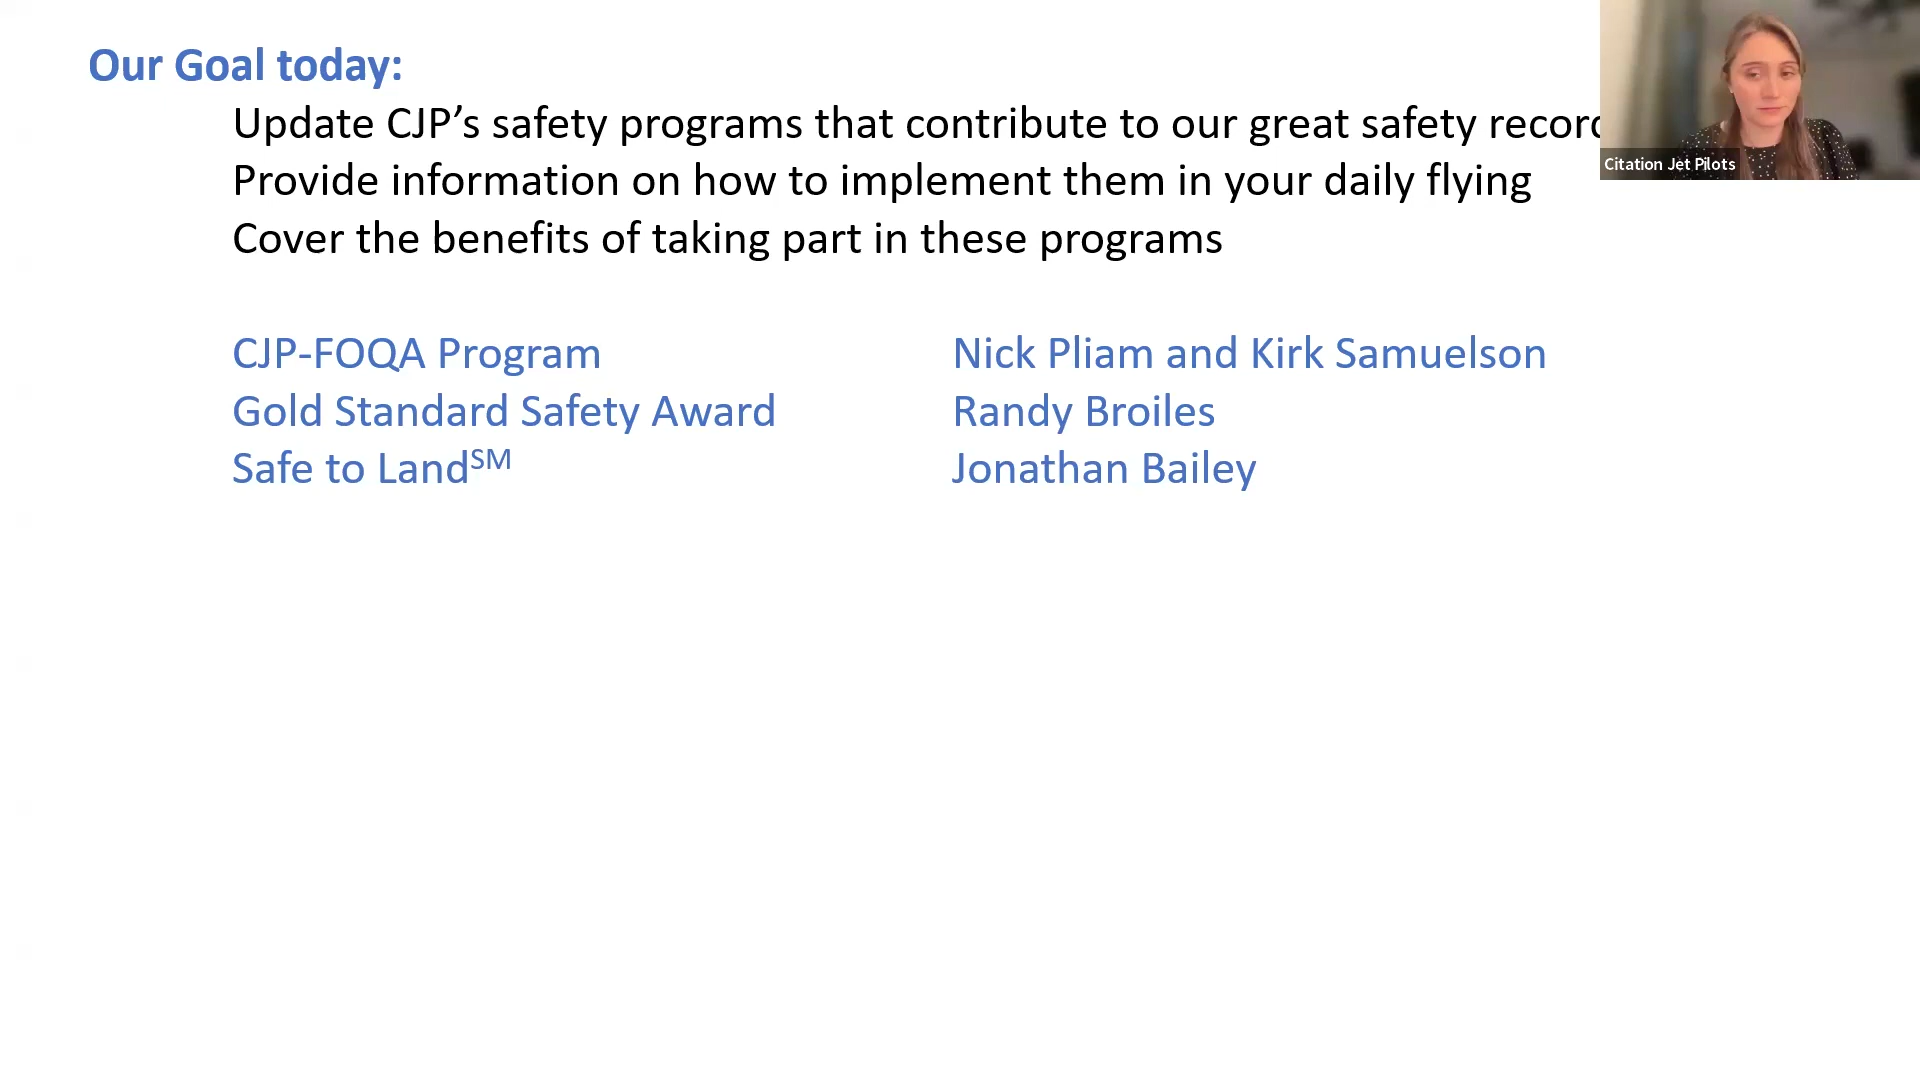 Our Goal today:
Update CJP’s safety programs that contribute to our great safety
Provide information on how to implement them in your daily flying
Cover the benefits of taking part in these programs
CJP-FOQA Program Nick Pliam and Kirk Samuelson
Gold Standard Safety Award Randy Broiles
Safe to Land℠ Jonathan Bailey
Citation Jet Pilots